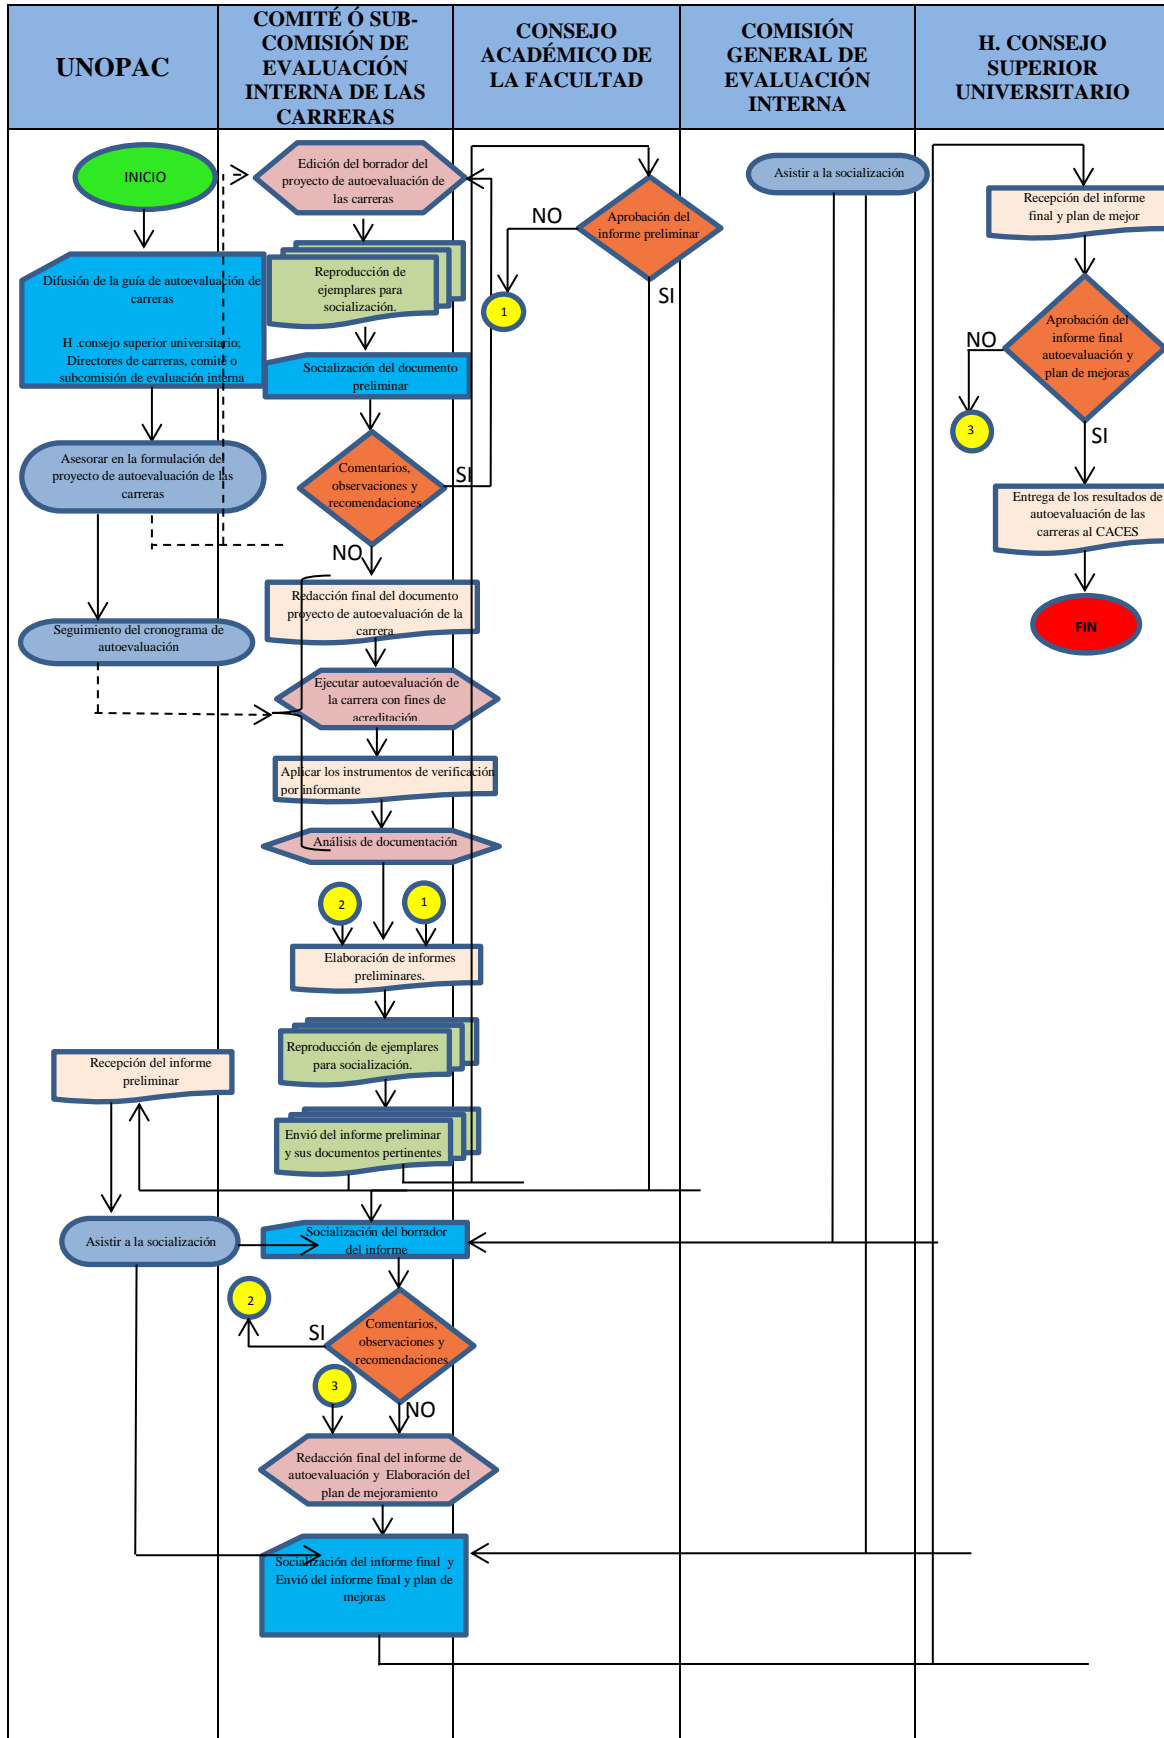 UNOPAC
COMITÉ Ó SUB-
COMISIÓN DE
EVALUACIÓN
INTERNA DE LAS
CARRERAS
CONSEJO
ACADÉMICO DE
LA FACULTAD
COMISIÓN
GENERAL DE
EVALUACIÓN
INTERNA
H. CONSEJO
SUPERIOR
UNIVERSITARIO
INICIO
Difusión de la guía de autoevaluación de
carreras
H .consejo superior universitario;
Directores de carreras, comité o
subcomisión de evaluación interna
Asesorar en la formulación del
proyecto de autoevaluación de las
carreras
Seguimiento del cronograma de
autoevaluación
Recepción del informe
preliminar
Asistir a la socialización
Edición del borrador del
proyecto de autoevaluación de
las carreras
Reproducción de
ejemplares para
socialización.
Socialización del documento
preliminar
Comentarios,
observaciones y
recomendaciones
SI
NO
Redacción final del documento
proyecto de autoevaluación de la
carrera
Ejecutar autoevaluación de
la carrera con fines de
acreditación.
Aplicar los instrumentos de verificación
por informante
Análisis de documentación
2
1
Elaboración de informes
preliminares.
Reproducción de ejemplares
para socialización.
Envió del informe preliminar
y sus documentos pertinentes
Socialización del borrador
del informe
2
SI
Comentarios,
observaciones y
recomendaciones
3
NO
Redacción final del informe de
autoevaluación y Elaboración del
plan de mejoramiento
Socialización del informe final y
Envió del informe final y plan de
mejoras
NO
Aprobación del
informe preliminar
1
SI
Asistir a la socialización
Recepción del informe
final y plan de mejor
Aprobación del
informe final
autoevaluación y
plan de mejoras
NO
3
SI
Entrega de los resultados de
autoevaluación de las
carreras al CACES
FIN